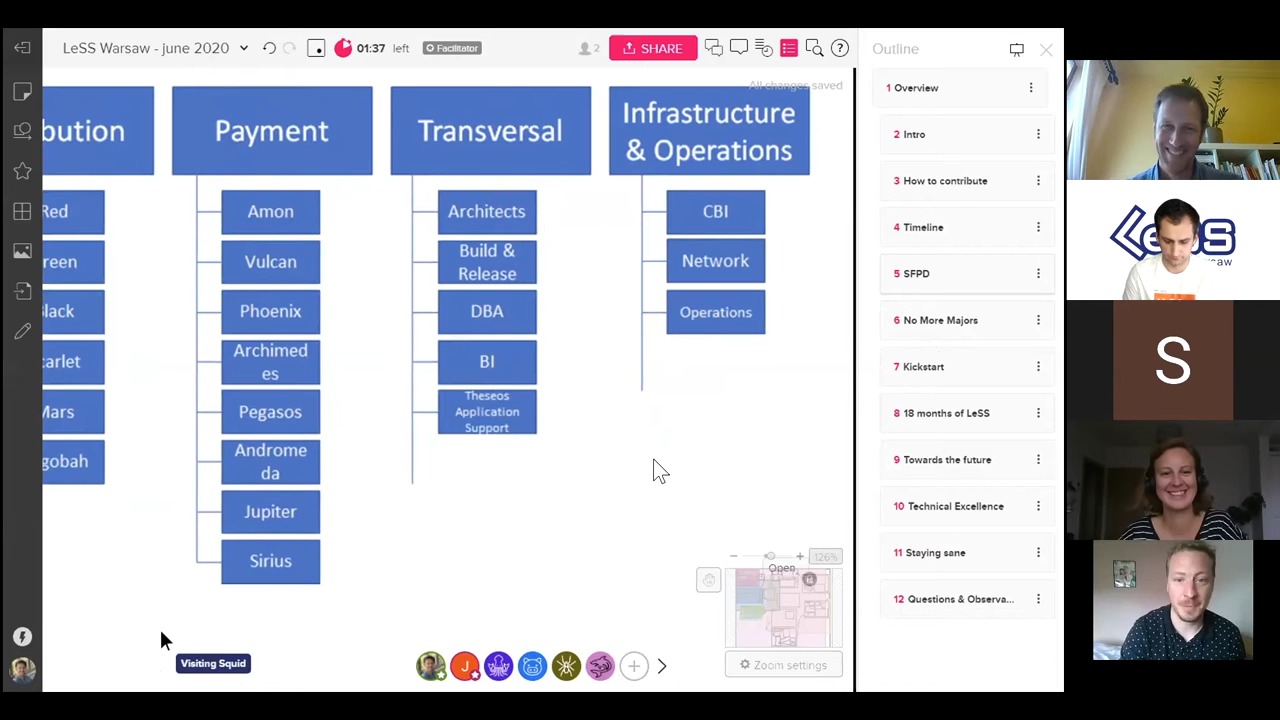 LeSS Warsaw - june 2020
01:37 left
Facilitator
2
SHARE
?
All changes saved
bution
Red
reen
lack
carlet
Mars
gobah
Payment
Amon
Vulcan
Phoenix
Archimed
es
Pegasos
Androme
da
Jupiter
Sirius
Transversal
Architects
Build &
Release
DBA
BI
Theseos
Application
Support
Infrastructure
& Operations
CBI
Network
Operations
126%
Open
Zoom settings
Visiting Squid
J
Outline
1 Overview
2 Intro
3 How to contribute
4 Timeline
5 SFPD
6 No More Majors
7 Kickstart
8 18 months of LeSS
9 Towards the future
10 Technical Excellence
11 Staying sane
12 Questions & Observa...
S